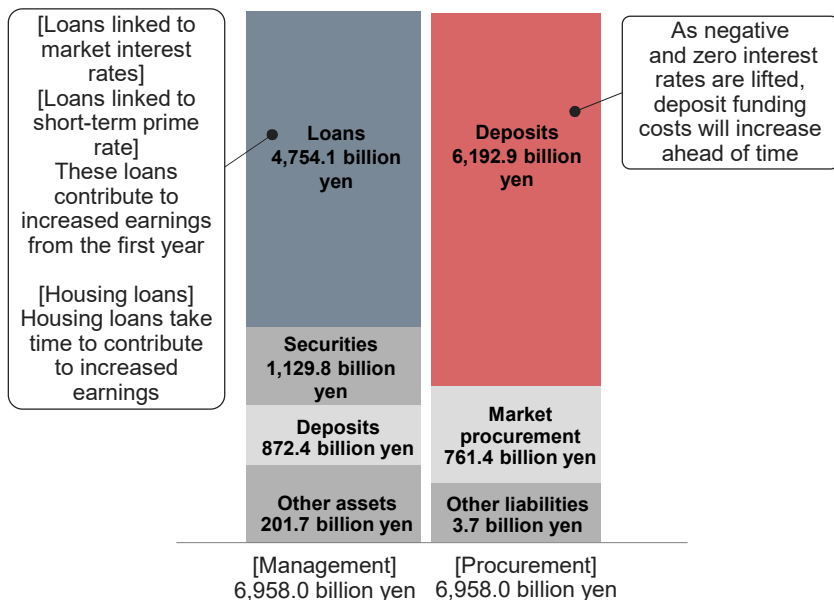 [Loans linked to
market interest
rates]
[Loans linked to
short-term prime
rate]
These loans
contribute to
increased earnings
from the first year
[Housing loans]
Housing loans take
time to contribute
to increased
earnings
Loans
4,754.1 billion
yen
Securities
1,129.8 billion
yen
Deposits
872.4 billion yen
Other assets
201.7 billion yen
[Management]
6,958.0 billion yen
Deposits
6,192.9 billion
yen
Market
procurement
761.4 billion yen
Other liabilities
3.7 billion yen
[Procurement]
6,958.0 billion yen
As negative
and zero interest
rates are lifted,
deposit funding
costs will increase
ahead of time